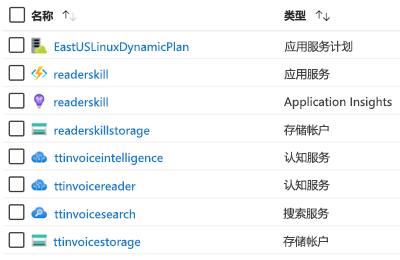 名称 ↑↓ 类型 ↑↓
EastUSLinuxDynamicPlan 应用服务计划
readerskill 应用服务
readerskill Application Insights
readerskillstorage 存储帐户
ttinvoiceintelligence 认知服务
ttinvoicereader 认知服务
ttinvoicesearch 搜索服务
ttinvoicestorage 存储帐户